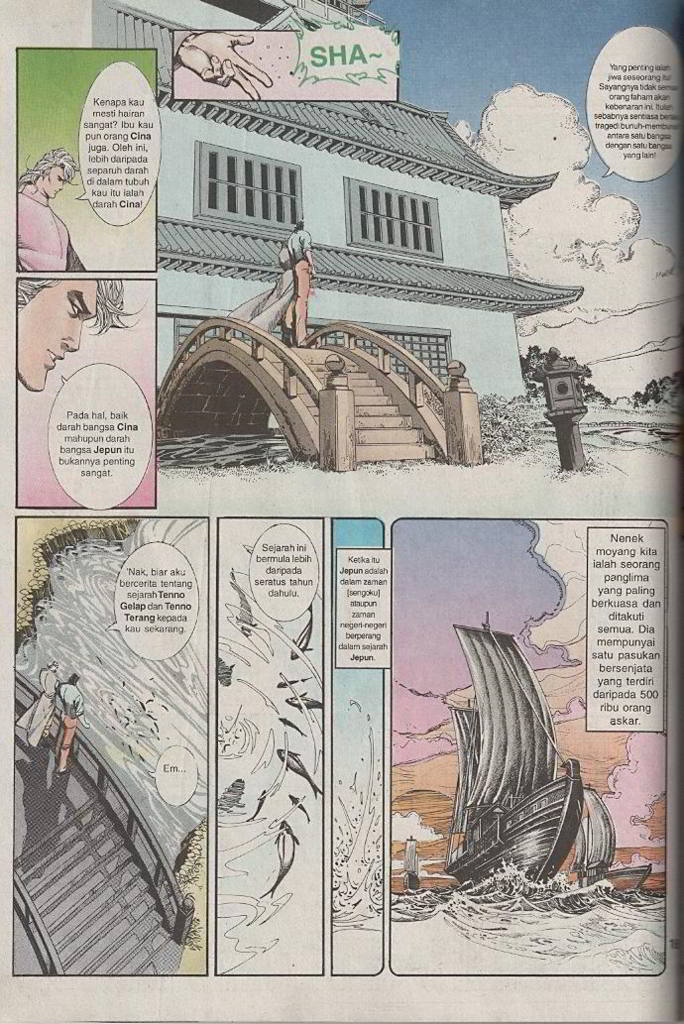 SHA~
Kenapa kau
mesti hairan
sangat? Ibu kau
pun orang Cina
juga. Oleh ini,
lebih daripada
separuh darah
di dalam tubuh
kau itu ialah
darah Cina!
Yang penting ialah
jiwa seseorang itu!
Sayangnya tidak
orang faham akan
kebenaran ini. Itulah
sebabnya sentiasa
tragedi bunuh-membunuh
antara satu bangsa
dengan satu bangsa
yang lain!
Pada hal, baik
darah bangsa Cina
mahupun darah
bangsa Jepun itu
bukannya penting
sangat.
'Nak, biar aku
bercerita tentang
sejarah Tenno
Gelap dan Tenno
Terang kepada
kau sekarang.
Em...
Sejarah ini
bermula lebih
daripada
seratus tahun
dahulu.
Ketika itu
Jepun adalah
dalam zaman
[sengoku]
ataupun
zaman
negeri-negeri
berperang
dalam sejarah
Jepun.
Nenek
moyang kita
ialah seorang
panglima
yang paling
berkuasa dan
ditakuti
semua. Dia
mempunyai
satu pasukan
bersenjata
yang terdiri
daripada 500
ribu orang
askar.